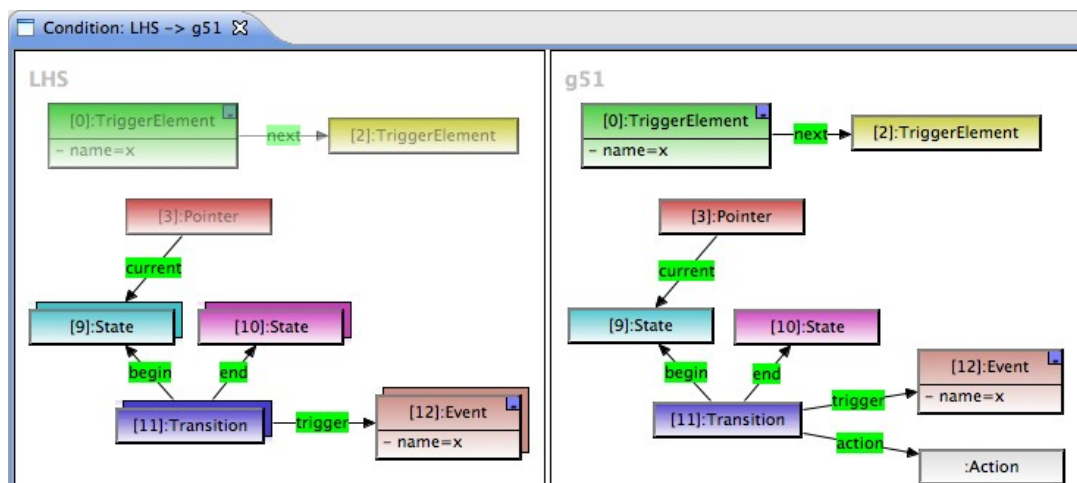 Condition: LHS -> g51
LHS
[0]:TriggerElement
- name=x
next
[2]:TriggerElement
[3]:Pointer
current
[9]:State
[10]:State
begin
end
[11]:Transition
trigger
[12]:Event
- name=x
g51
[0]:TriggerElement
- name=x
next
[2]:TriggerElement
[3]:Pointer
current
[9]:State
[10]:State
begin
end
[11]:Transition
trigger
[12]:Event
- name=x
action
:Action